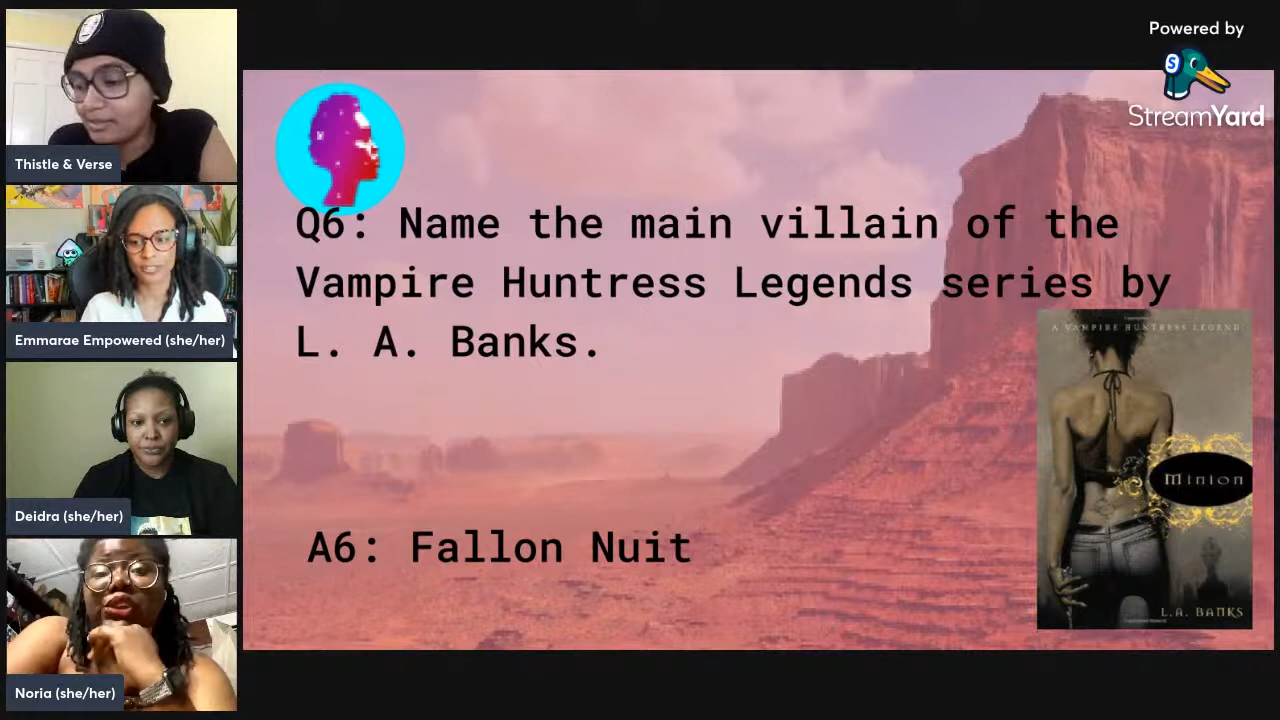 Powered by
StreamYard
Thistle & Verse
Emmarae Empowered (she/her)
Deidra (she/her)
Noria (she/her)
Q6: Name the main villain of the
Vampire Huntress Legends series by
L. A. Banks.
A6: Fallon Nuit
A VAMPIRE HUNTRESS LEGEND
Minion
L.A. BANKS